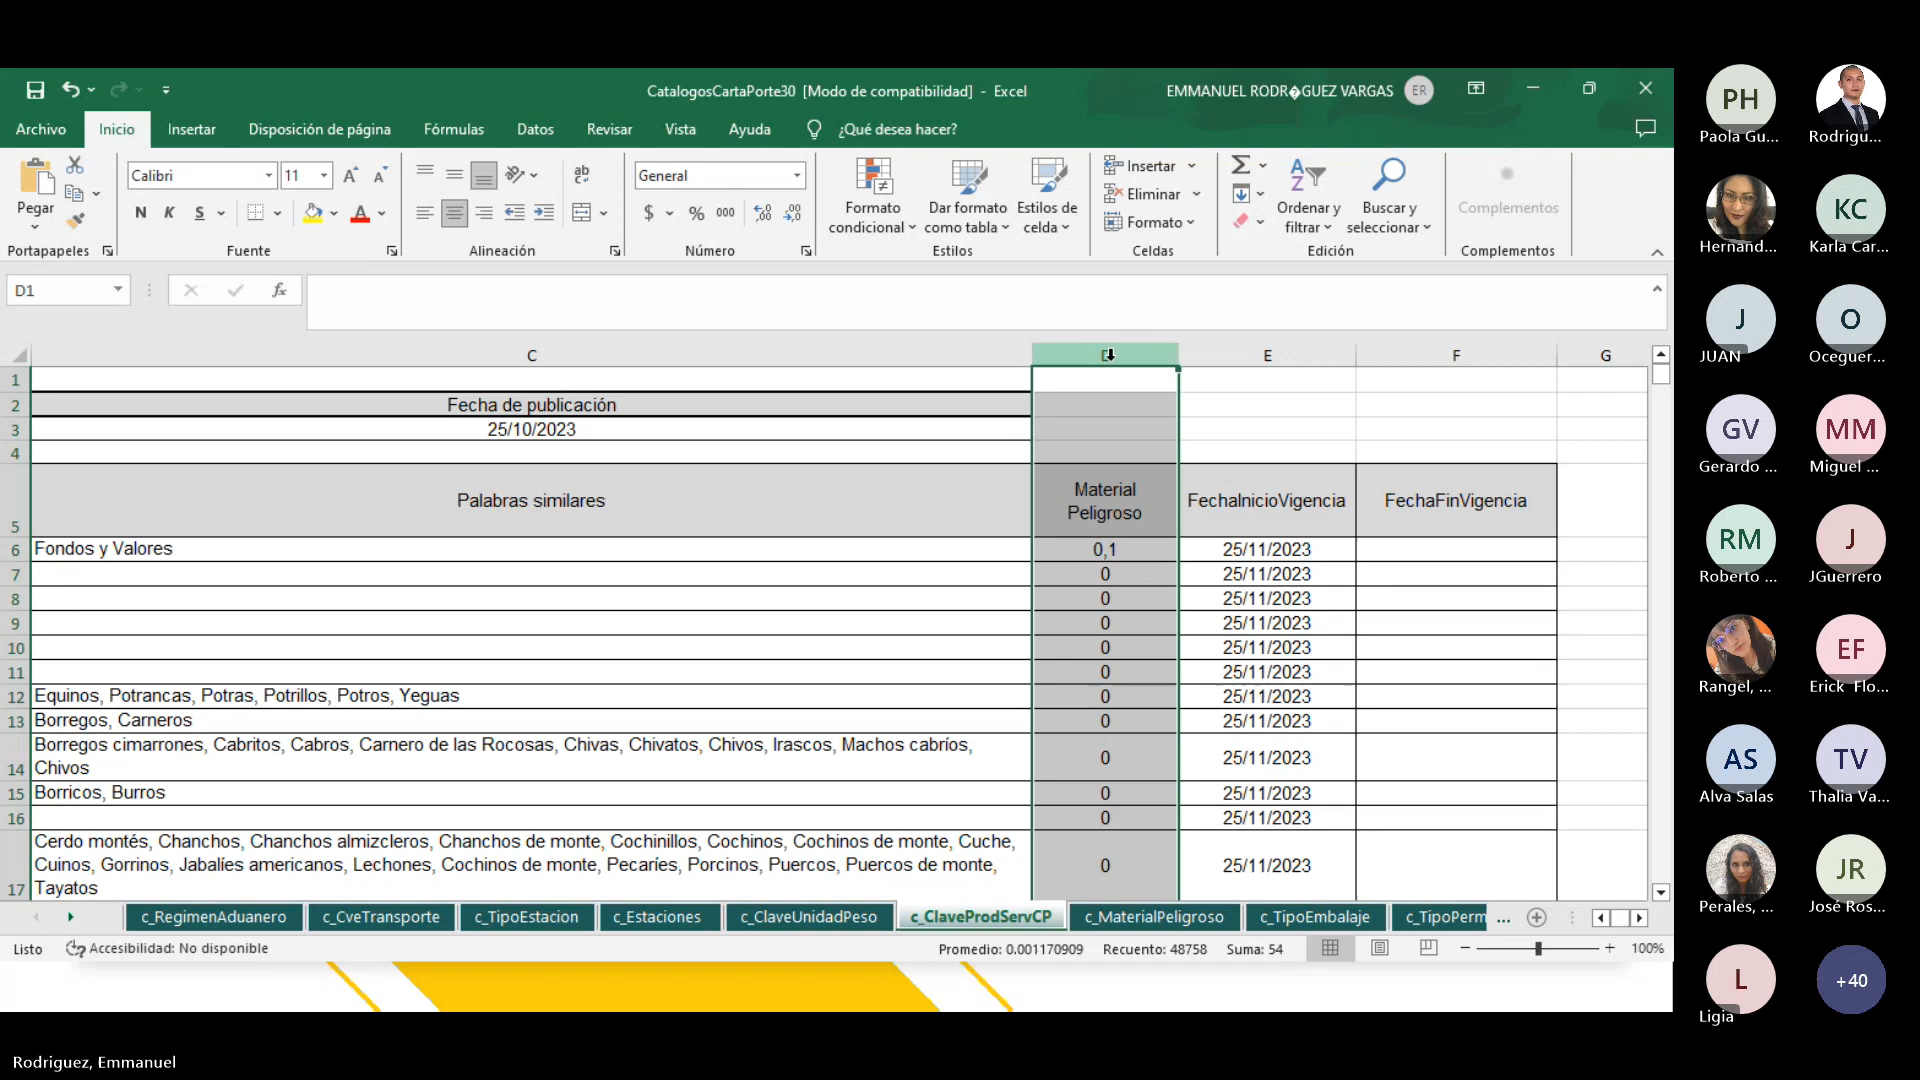 CatalogosCartaPorte30 [Modo de compatibilidad] - Excel
EMMANUEL RODR�GUEZ VARGAS
ER
Archivo
Inicio
Insertar
Disposición de página
Fórmulas
Datos
Revisar
Vista
Ayuda
¿Qué desea hacer?
Pegar
Portapapeles
Calibri
11
N K S
Fuente
Alineación
General
$ % 000
Número
Formato condicional
Dar formato como tabla
Estilos de celda
Estilos
Insertar
Eliminar
Formato
Celdas
Ordenar y filtrar
Buscar y seleccionar
Edición
Complementos
Complementos
D1
fx
C D E F G
1
2 Fecha de publicación
3 25/10/2023
4
5 Palabras similares Material Peligroso FechaInicioVigencia FechaFinVigencia
6 Fondos y Valores 0,1 25/11/2023
7 0 25/11/2023
8 0 25/11/2023
9 0 25/11/2023
10 0 25/11/2023
11 0 25/11/2023
12 Equinos, Potrancas, Potras, Potrillos, Potros, Yeguas 0 25/11/2023
13 Borregos, Carneros 0 25/11/2023
Borregos cimarrones, Cabritos, Cabros, Carnero de las Rocosas, Chivas, Chivatos, Chivos, Irascos, Machos cabríos,
14 Chivos 0 25/11/2023
15 Borricos, Burros 0 25/11/2023
16 0 25/11/2023
Cerdo montés, Chanchos, Chanchos almizcleros, Chanchos de monte, Cochinillos, Cochinos, Cochinos de monte, Cuche,
Cuinos, Gorrinos, Jabalíes americanos, Lechones, Cochinos de monte, Pecaríes, Porcinos, Puercos, Puercos de monte, 0 25/11/2023
17 Tayatos
c_RegimenAduanero c_CveTransporte c_TipoEstacion c_Estaciones c_ClaveUnidadPeso c_ClaveProdServCP c_MaterialPeligroso c_TipoEmbalaje c_TipoPerm ...
Listo
Accesibilidad: No disponible
Promedio: 0.001170909 Recuento: 48758 Suma: 54
100%
PH
Paola Gu...
Rodrigu...
Hernánd...
KC
Karla Car...
J
JUAN
O
Oceguer...
GV
Gerardo ...
MM
Miguel ...
RM
Roberto ...
J
JGuerrero
Rangel, ...
EF
Erick Flo...
AS
Alva Salas
TV
Thalia Va...
Perales, ...
JR
José Ros...
L
Ligia
+40
Rodriguez, Emmanuel